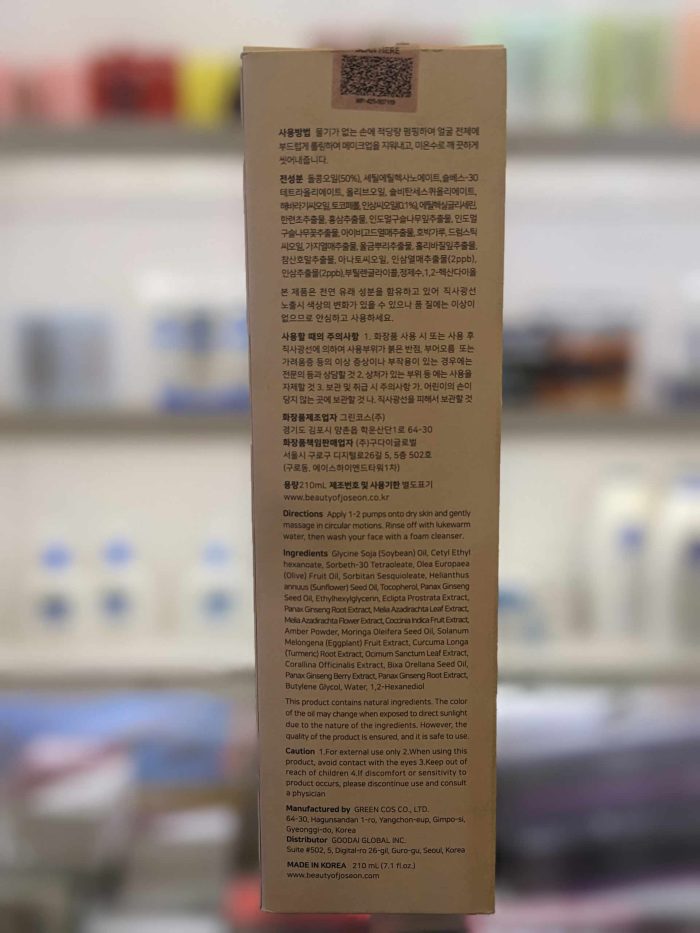 SCAN HERE
사용방법 물기가 없는 손에 적당량 펌핑하여 얼굴 전체에
부드럽게 롤링하여 메이크업을 지워내고, 미온수로 깨 끗하게
씻어내줍니다.
전성분 돌콩오일(50%), 세틸에틸헥사노에이트,솔베스-30
테트라올리에이트, 올리브오일, 솔비탄세스퀴올리에이트,
해바라기씨오일, 토코페롤, 인삼씨오일(0.1%), 에틸헥실글리세린,
한련초추출물, 홍삼추출물, 인도멀구슬나무잎추출물, 인도멀
구슬나무꽃추출물, 아이비고드열매추출물, 호박가루, 드럼스틱
씨오일, 가지열매추출물, 울금뿌리추출물, 홀리바질잎추출물,
참산호말추출물, 아나토씨오일, 인삼열매추출물(2ppb),
인삼추출물(2ppb),부틸렌글라이콜,정제수,1,2-헥산다이올
본 제품은 천연 유래 성분을 함유하고 있어 직사광선
노출시 색상의 변화가 있을 수 있으나 품 질에는 이상이
없으므로 안심하고 사용하세요.
사용할 때의 주의사항 1. 화장품 사용 시 또는 사용 후
직사광선에 의하여 사용부위가 붉은 반점, 부어오름 또는
가려움증 등의 이상 증상이나 부작용이 있는 경우에는
전문의 등과 상담할 것 2. 상처가 있는 부위 등 에는 사용을
자제할 것 3. 보관 및 취급 시 주의사항 가. 어린이의 손이
닿지 않는 곳에 보관할 것 나. 직사광선을 피해서 보관할 것
화장품제조업자 그린코스(주)
경기도 김포시 양촌읍 학운산단1로 64-30
화장품책임판매업자 (주)구다이글로벌
서울시 구로구 디지털로26길 5, 5층 502호
(구로동, 에이스하이엔드타워1차)
용량210mL 제조번호 및 사용기한 별도표기
www.beautyofjoseon.co.kr
Directions Apply 1-2 pumps onto dry skin and gently
massage in circular motions. Rinse off with lukewarm
water, then wash your face with a foam cleanser.
Ingredients Glycine Soja (Soybean) Oil, Cetyl Ethyl
hexanoate, Sorbeth-30 Tetraoleate, Olea Europaea
(Olive) Fruit Oil, Sorbitan Sesquioleate, Helianthus
annuus (Sunflower) Seed Oil, Tocopherol, Panax Ginseng
Seed Oil, Ethylhexylglycerin, Eclipta Prostrata Extract,
Panax Ginseng Root Extract, Melia Azadirachta Leaf Extract,
Melia Azadirachta Flower Extract, Coccinia Indica Fruit Extract,
Amber Powder, Moringa Oleifera Seed Oil, Solanum
Melongena (Eggplant) Fruit Extract, Curcuma Longa
(Turmeric) Root Extract, Ocimum Sanctum Leaf Extract,
Corallina Officinalis Extract, Bixa Orellana Seed Oil,
Panax Ginseng Berry Extract, Panax Ginseng Root Extract,
Butylene Glycol, Water, 1,2-Hexanediol
This product contains natural ingredients. The color
of the oil may change when exposed to direct sunlight
due to the nature of the ingredients. However, the
quality of the product is ensured, and it is safe to use.
Caution 1.For external use only 2.When using this
product, avoid contact with the eyes 3.Keep out of
reach of children 4.If discomfort or sensitivity to
product occurs, please discontinue use and consult
a physician
Manufactured by GREEN COS CO., LTD.
64-30, Hagunsandan 1-ro, Yangchon-eup, Gimpo-si,
Gyeonggi-do, Korea
Distributor GOODAI GLOBAL INC.
Suite #502, 5, Digital-ro 26-gil, Guro-gu, Seoul, Korea
MADE IN KOREA 210 mL (7.1 fl.oz.)
www.beautyofjoseon.com